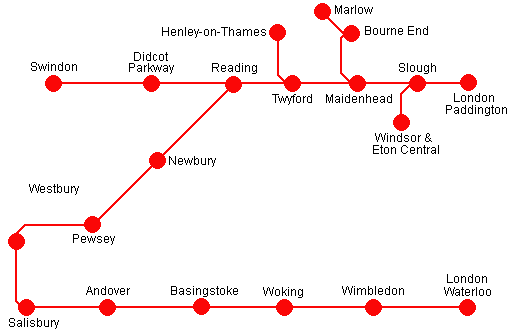 Marlow
Henley-on-Thames
Bourne End
Swindon
Didcot
Parkway
Reading
Slough
Twyford
Maidenhead
London
Paddington
Windsor &
Eton Central
Newbury
Westbury
Pewsey
Andover
Basingstoke
Woking
Wimbledon
London
Waterloo
Salisbury